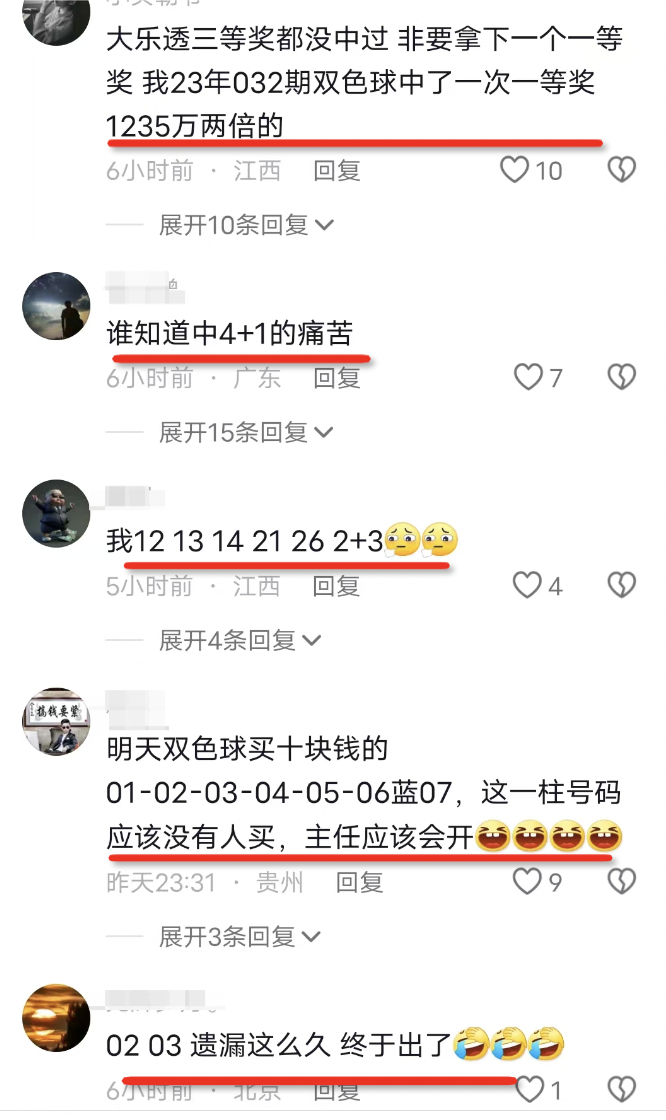 大乐透三等奖都没中过 非要拿下一个一等
奖 我23年032期双色球中了一次一等奖
1235万两倍的
6小时前 · 江西 回复 10
展开10条回复
谁知道中4+1的痛苦
6小时前 · 广东 回复 7
展开15条回复
我12 13 14 21 26 2+3
5小时前 · 江西 回复 4
展开4条回复
搞钱要紧
明天双色球买十块钱的
01-02-03-04-05-06蓝07，这一柱号码
应该没有人买，主任应该会开
昨天23:31 · 贵州 回复 9
展开3条回复
02 03 遗漏这么久 终于出了
6小时前 · 北京 回复 1